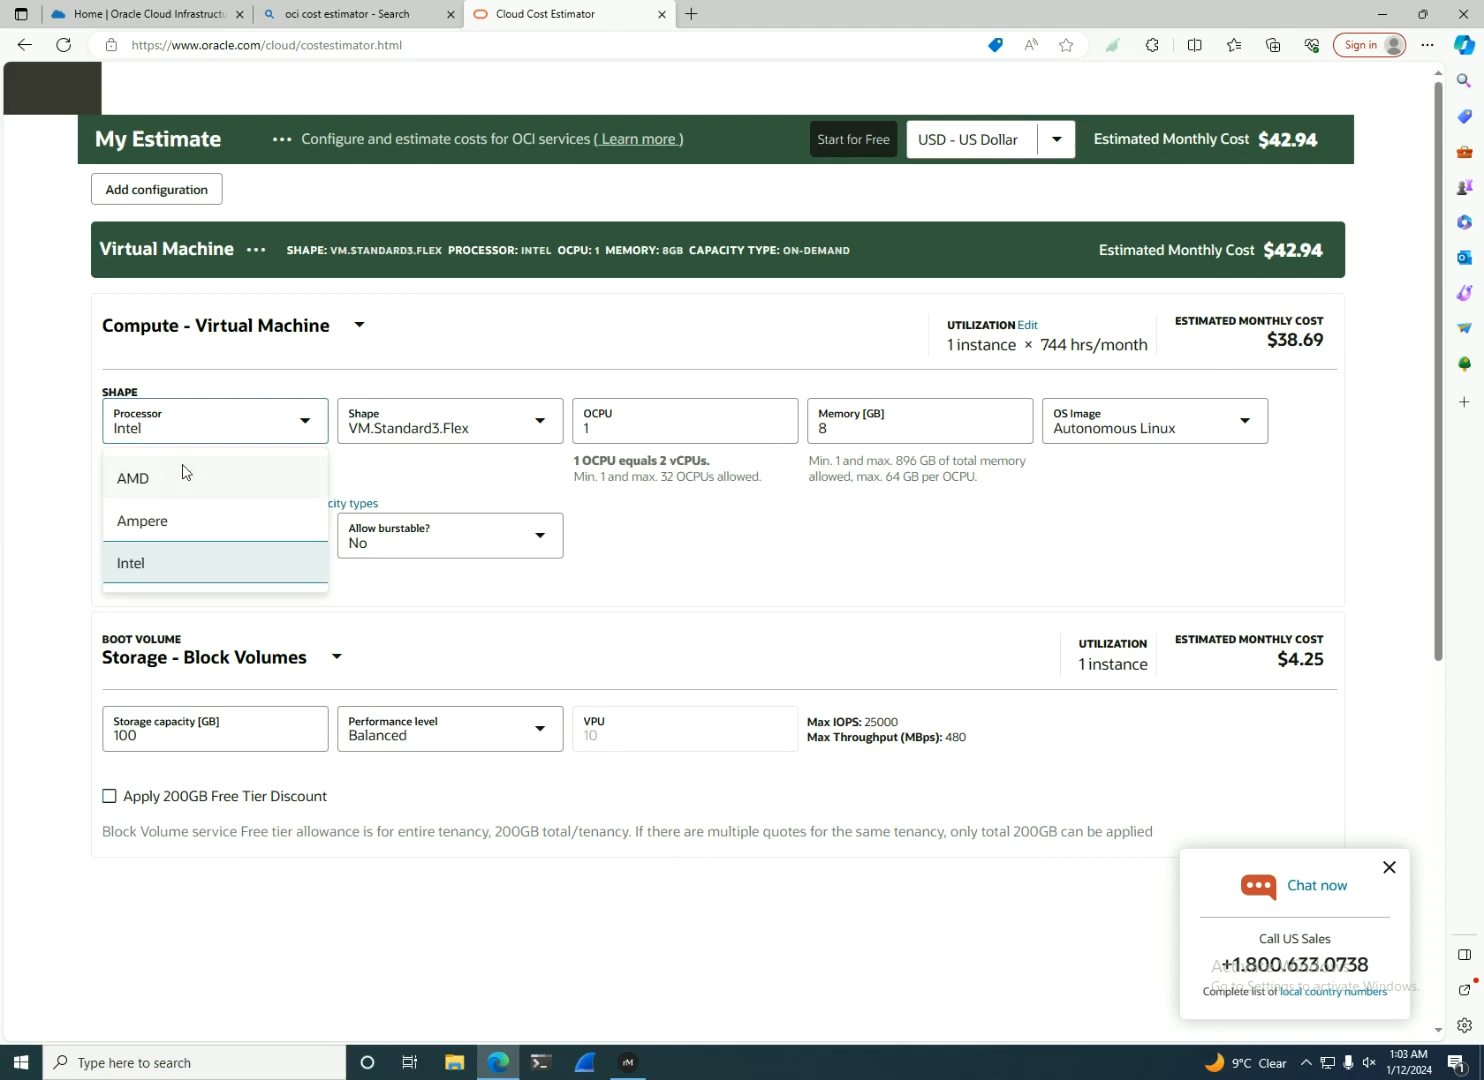 Home | Oracle Cloud Infrastructu
oci cost estimator - Search
Cloud Cost Estimator
https://www.oracle.com/cloud/costestimator.html
Sign in
My Estimate
Configure and estimate costs for OCI services ( Learn more )
Start for Free
USD - US Dollar
Estimated Monthly Cost $42.94
Add configuration
Virtual Machine
SHAPE: VM.STANDARD3.FLEX PROCESSOR: INTEL OCPU: 1 MEMORY: 8GB CAPACITY TYPE: ON-DEMAND
Estimated Monthly Cost $42.94
Compute - Virtual Machine
UTILIZATION Edit
1 instance × 744 hrs/month
ESTIMATED MONTHLY COST
$38.69
SHAPE
Processor
Intel
Shape
VM.Standard3.Flex
OCPU
1
Memory [GB]
8
OS Image
Autonomous Linux
1 OCPU equals 2 vCPUs.
Min. 1 and max. 32 OCPUs allowed.
Min. 1 and max. 896 GB of total memory
allowed, max. 64 GB per OCPU.
AMD
Ampere
Intel
city types
Allow burstable?
No
BOOT VOLUME
Storage - Block Volumes
UTILIZATION
1 instance
ESTIMATED MONTHLY COST
$4.25
Storage capacity [GB]
100
Performance level
Balanced
VPU
10
Max IOPS: 25000
Max Throughput (MBps): 480
Apply 200GB Free Tier Discount
Block Volume service Free tier allowance is for entire tenancy, 200GB total/tenancy. If there are multiple quotes for the same tenancy, only total 200GB can be applied
Chat now
Call US Sales
+1.800.633.0738
Activate Windows
Complete list of local country numbers
Go to Settings to activate Windows.
Type here to search
rM
9°C Clear
1:03 AM
1/12/2024
1